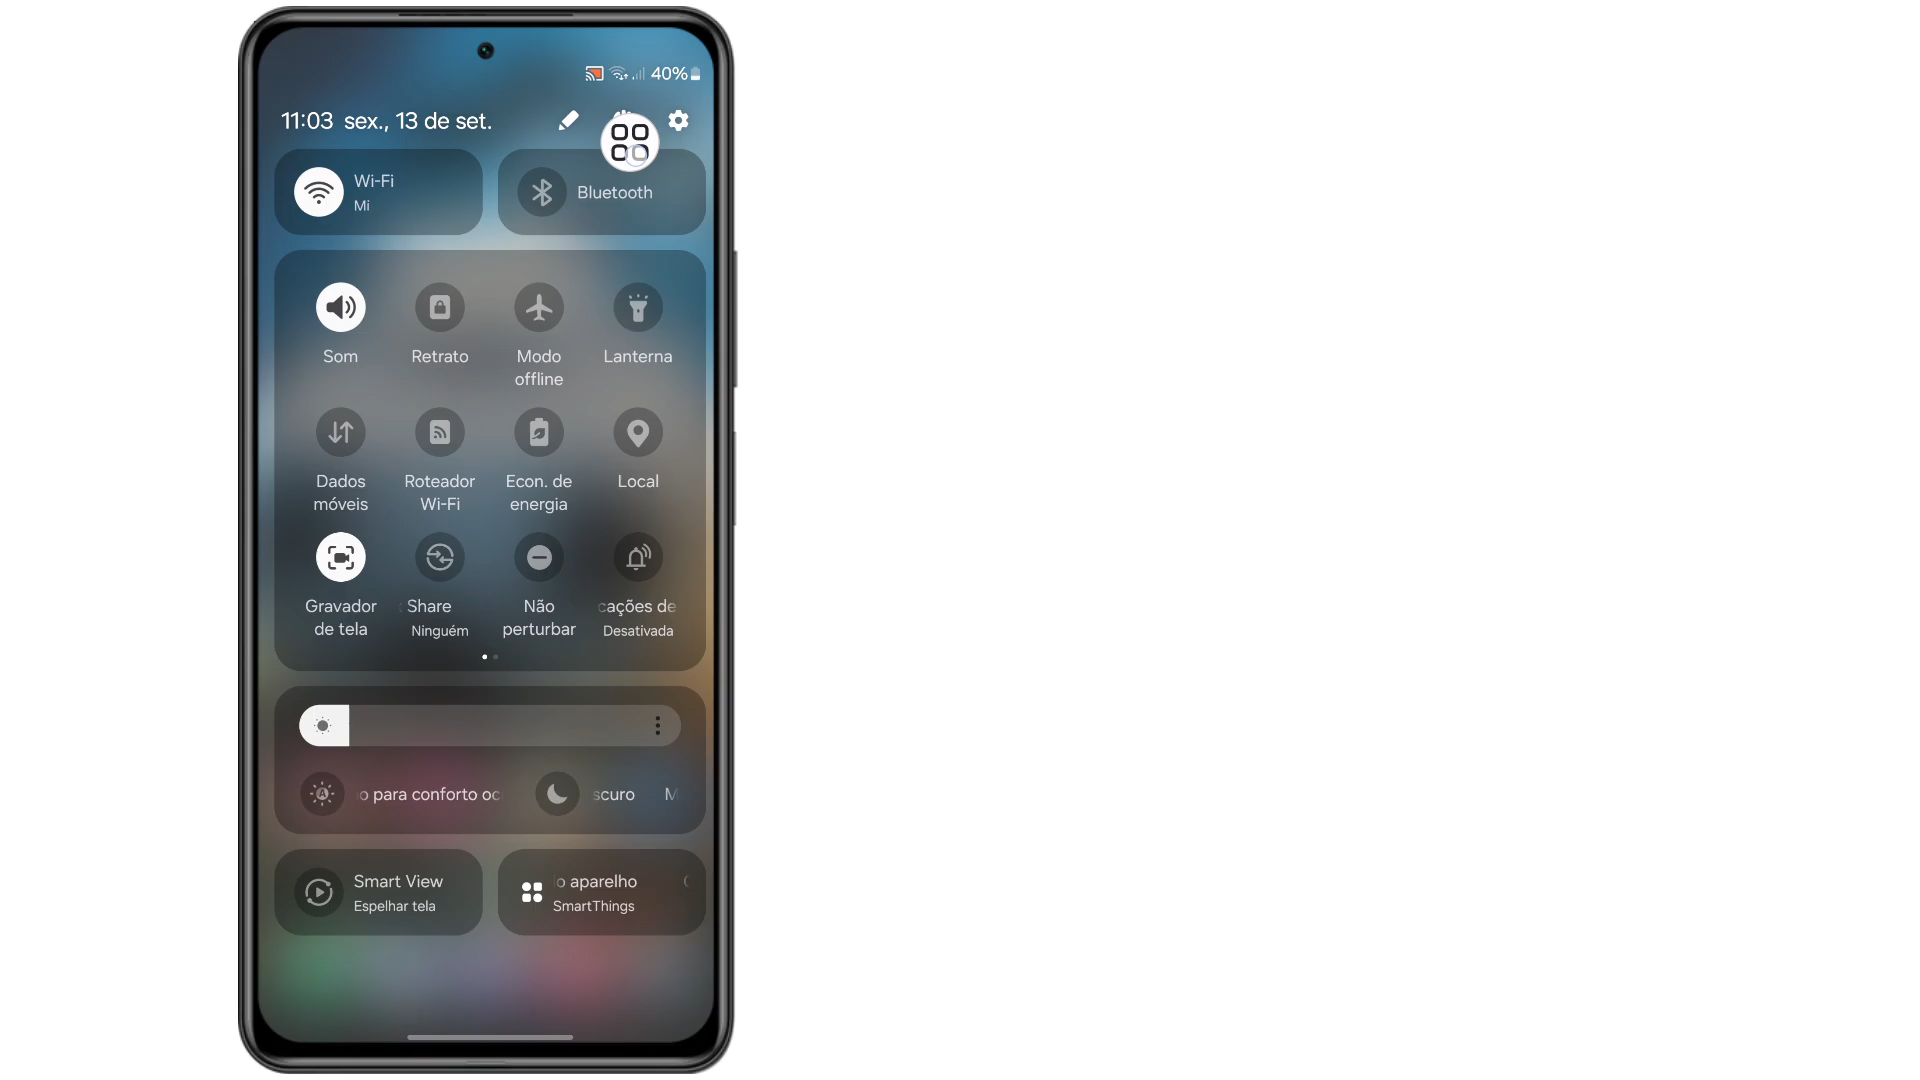 40%
11:03 sex., 13 de set.
Wi-Fi
Mi
Bluetooth
Som
Retrato
Modo
offline
Lanterna
Dados
móveis
Roteador
Wi-Fi
Econ. de
energia
Local
Gravador
de tela
Share
Ninguém
Não
perturbar
cações de
Desativada
o para conforto oc
scuro M
Smart View
Espelhar tela
lo aparelho
SmartThings